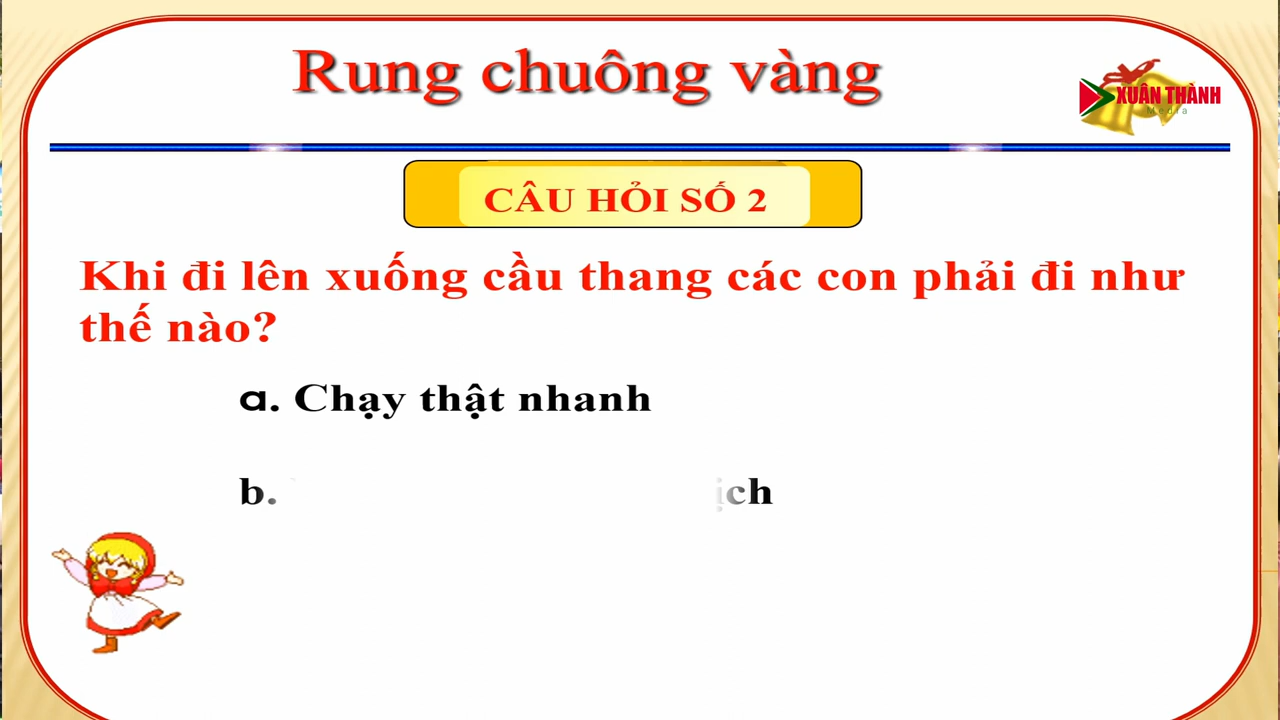 Rung chuông vàng
XUÂN THÀNH
Media
CÂU HỎI SỐ 2
Khi đi lên xuống cầu thang các con phải đi như
thế nào?
a. Chạy thật nhanh
b.